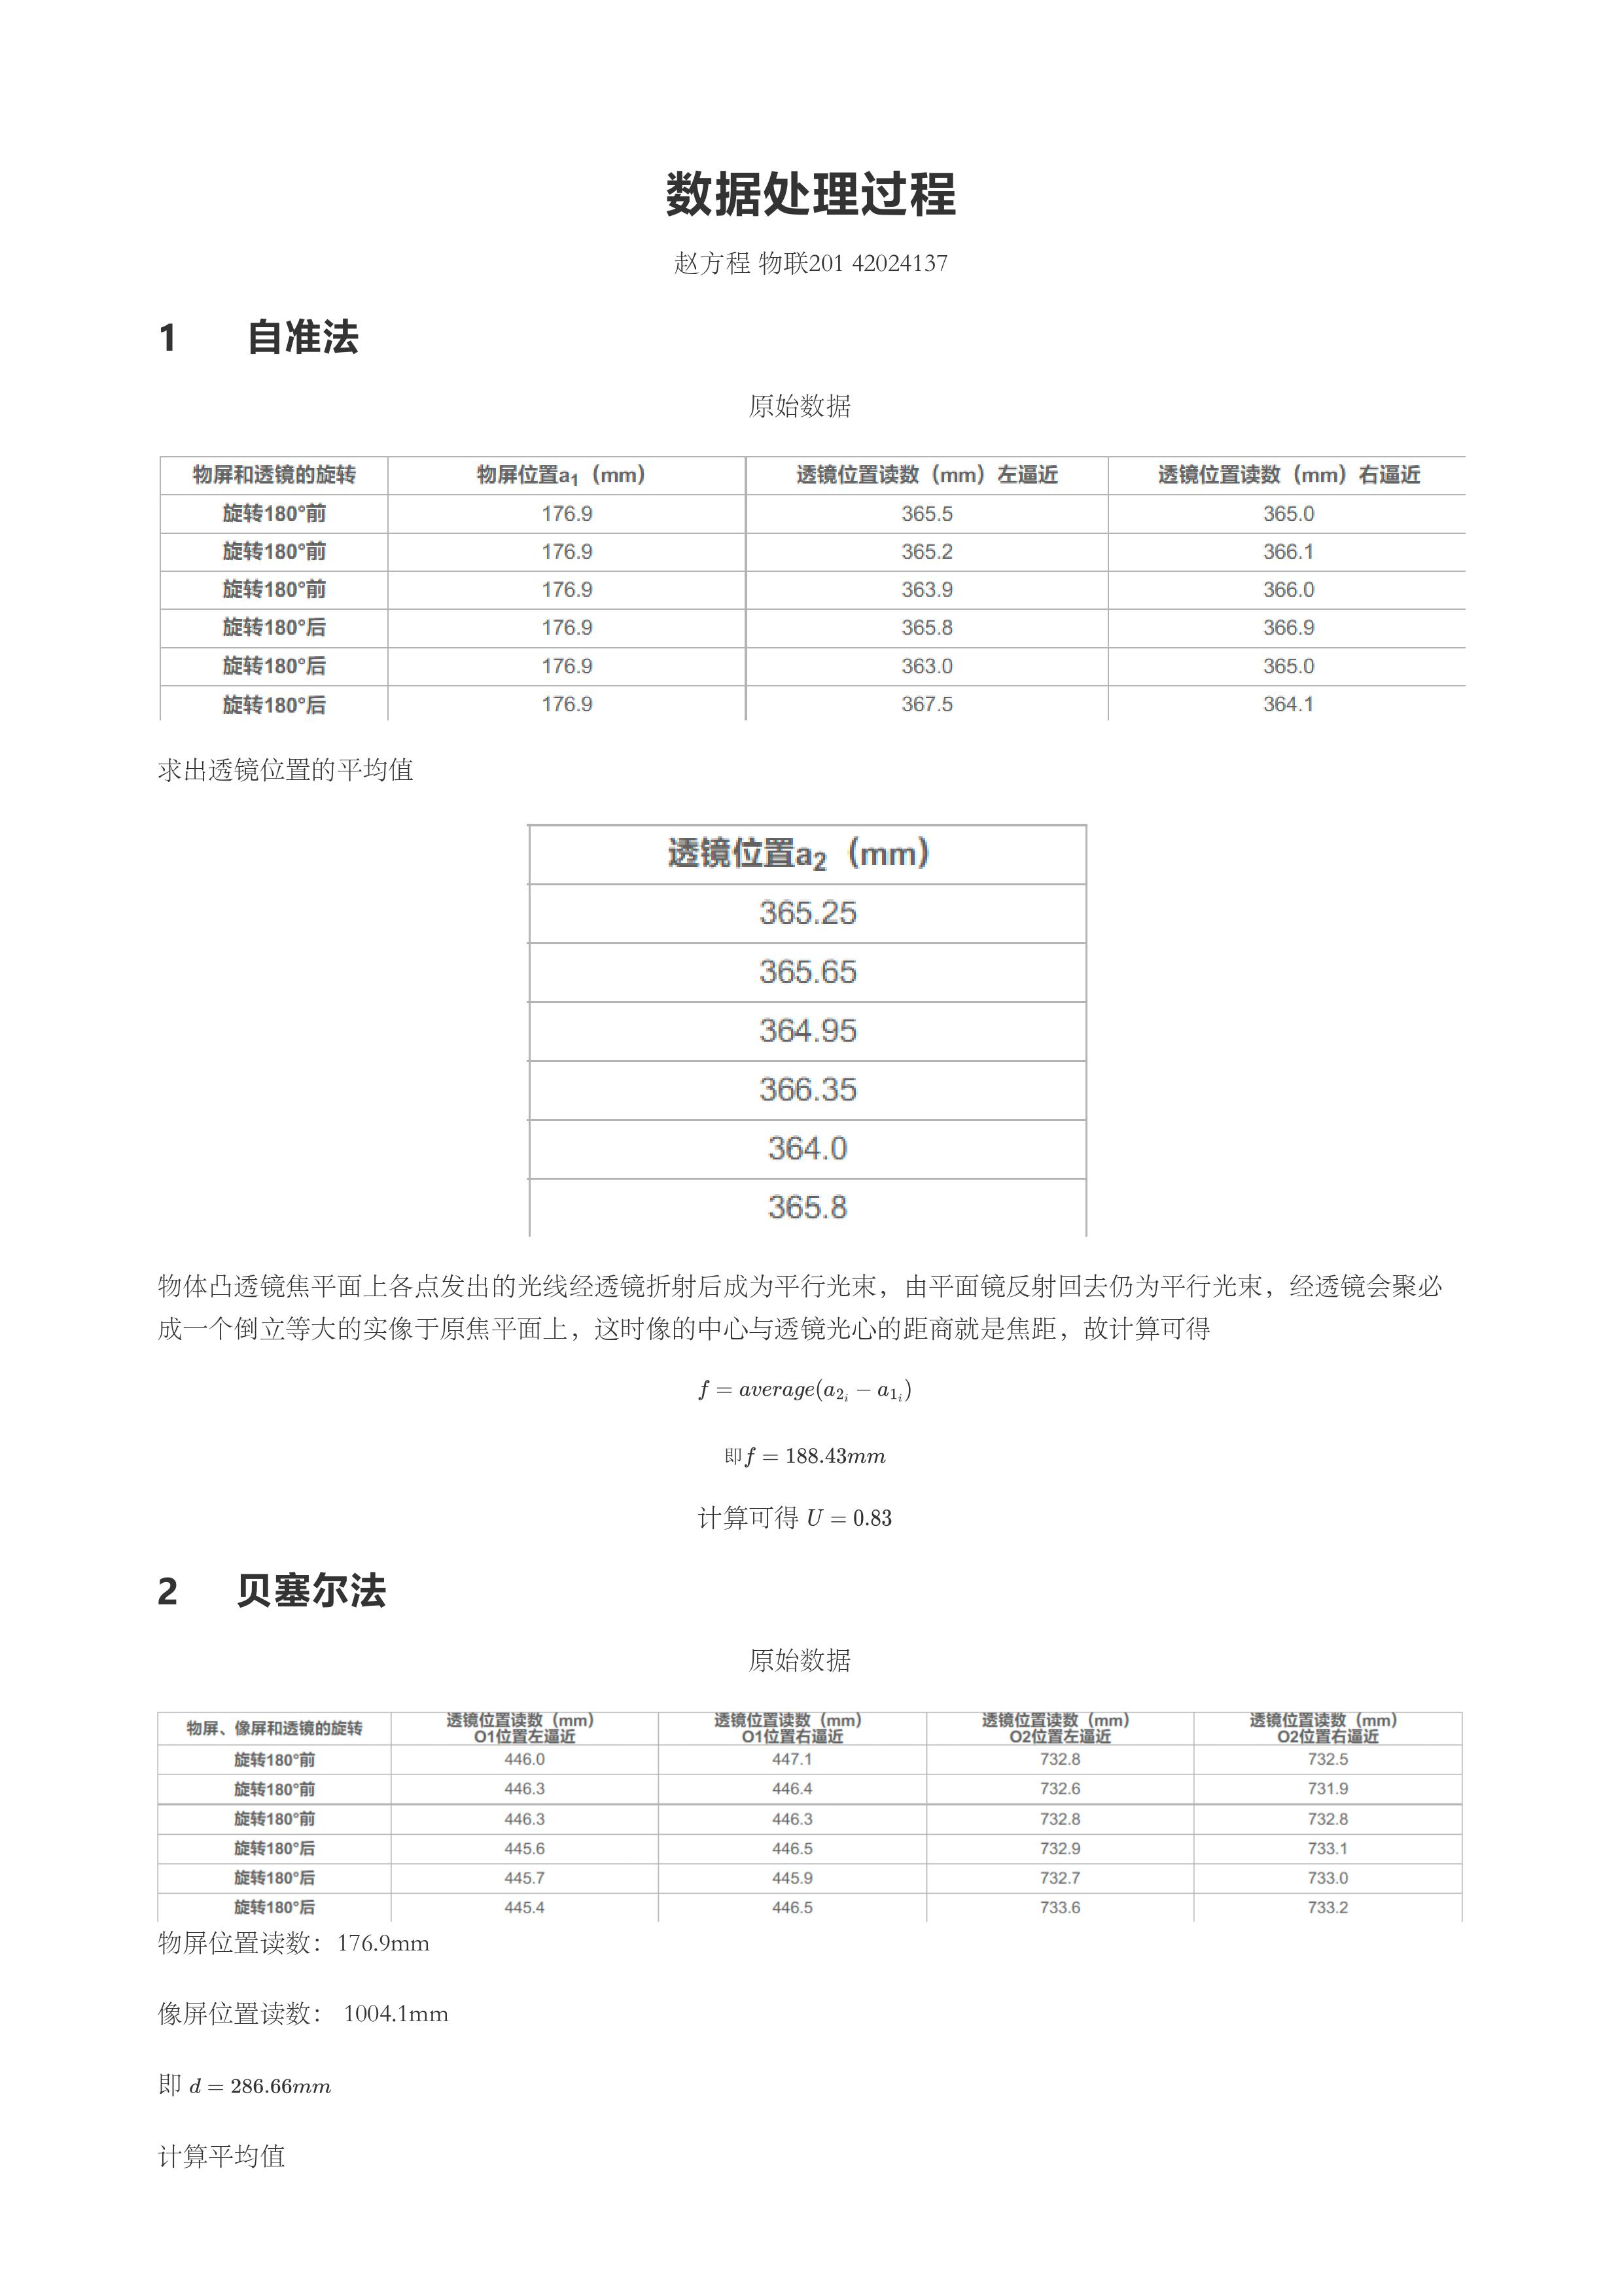 数据处理过程
赵方程 物联201 42024137
1 自准法
原始数据
物屏和透镜的旋转 物屏位置a₁（mm） 透镜位置读数（mm）左逼近 透镜位置读数（mm）右逼近
旋转180°前 176.9 365.5 365.0
旋转180°前 176.9 365.2 366.1
旋转180°前 176.9 363.9 366.0
旋转180°后 176.9 365.8 366.9
旋转180°后 176.9 363.0 365.0
旋转180°后 176.9 367.5 364.1
求出透镜位置的平均值
透镜位置a₂（mm）
365.25
365.65
364.95
366.35
364.0
365.8
物体凸透镜焦平面上各点发出的光线经透镜折射后成为平行光束，由平面镜反射回去仍为平行光束，经透镜会聚必
成一个倒立等大的实像于原焦平面上，这时像的中心与透镜光心的距商就是焦距，故计算可得
f = average(a_{2_i} − a_{1_i})
即f = 188.43mm
计算可得 U = 0.83
2 贝塞尔法
原始数据
物屏、像屏和透镜的旋转 透镜位置读数（mm）O1位置左逼近 透镜位置读数（mm）O1位置右逼近 透镜位置读数（mm）O2位置左逼近 透镜位置读数（mm）O2位置右逼近
旋转180°前 446.0 447.1 732.8 732.5
旋转180°前 446.3 446.4 732.6 731.9
旋转180°前 446.3 446.3 732.8 732.8
旋转180°后 445.6 446.5 732.9 733.1
旋转180°后 445.7 445.9 732.7 733.0
旋转180°后 445.4 446.5 733.6 733.2
物屏位置读数：176.9mm
像屏位置读数： 1004.1mm
即 d = 286.66mm
计算平均值